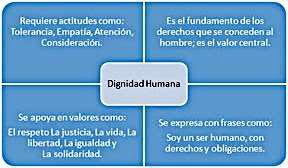 Requiere actitudes como:
Tolerancia, Empatía, Atención,
Consideración.
Es el fundamento de los
derechos que se conceden al
hombre; es el valor central.
Dignidad Humana
Se apoya en valores como:
El respeto La justicia, La vida, La
libertad, La igualdad y
La solidaridad.
Se expresa con frases como:
Soy un ser humano, con
derechos y obligaciones.